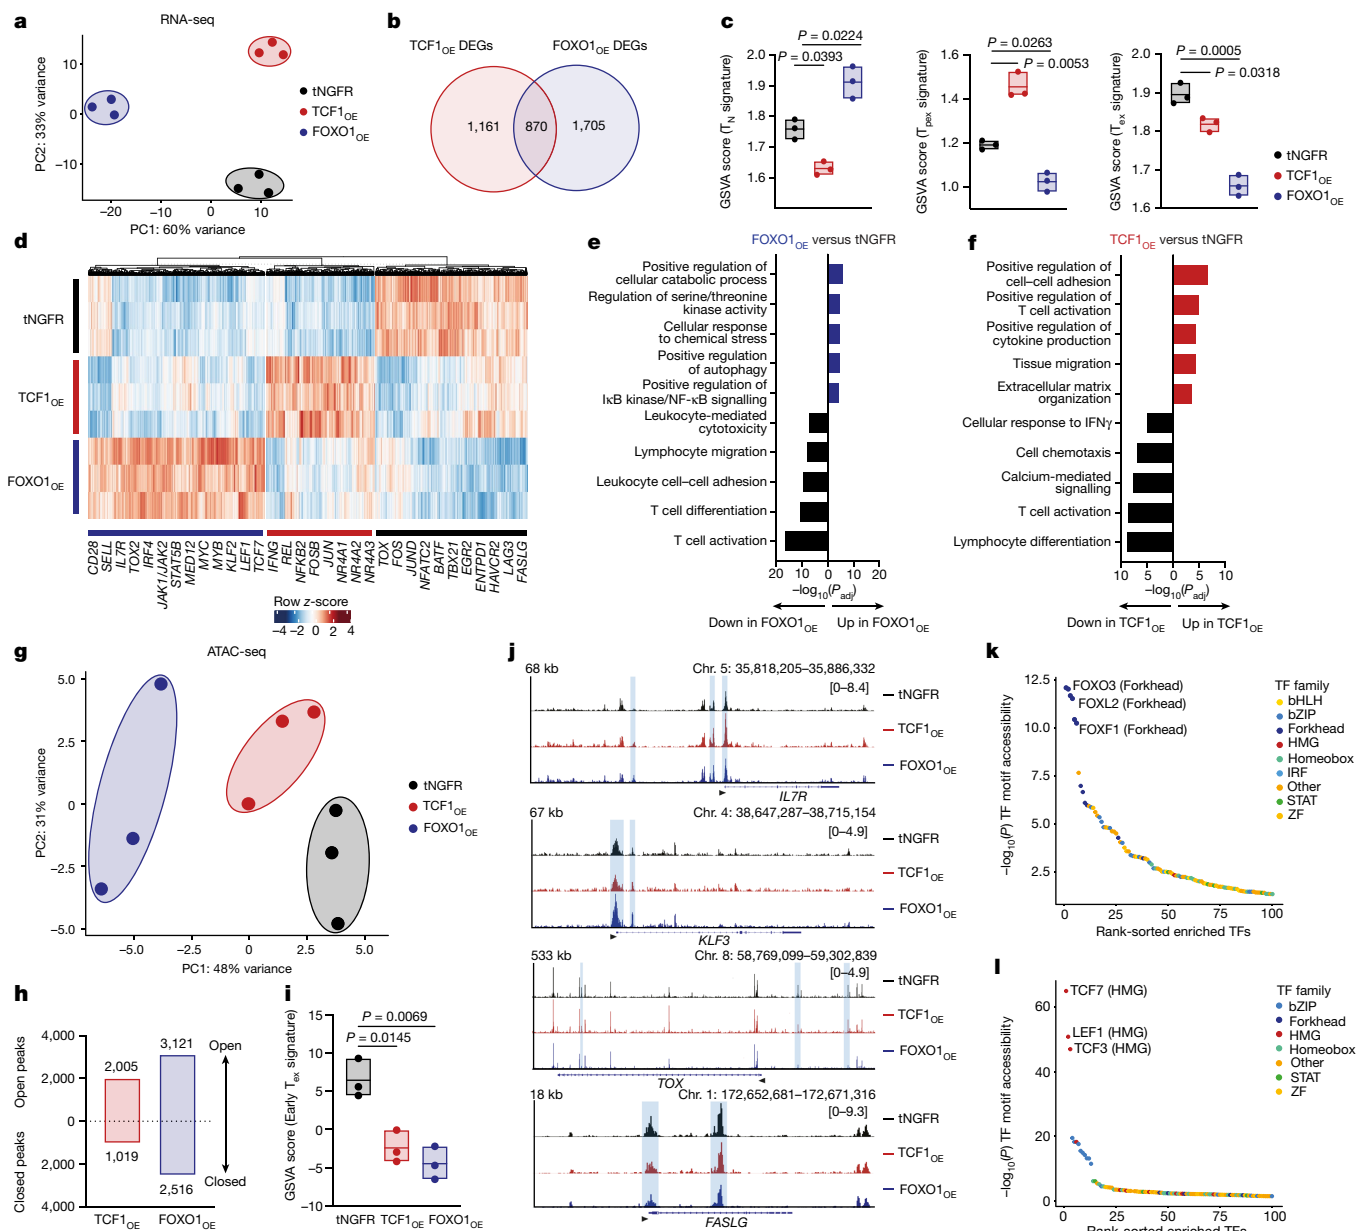 a
RNA-seq
PC2: 33% variance
10
0
−10
−20
−10
0
10
PC1: 60% variance
tNGFR
TCF1OE
FOXO1OE
b
TCF1OE DEGs
FOXO1OE DEGs
1,161
870
1,705
c
GSVA score (TN signature)
2.0
1.9
1.8
1.7
1.6
P = 0.0224
P = 0.0393
GSVA score (Tpex signature)
1.6
1.4
1.2
1.0
P = 0.0263
P = 0.0053
GSVA score (Tex signature)
2.0
1.9
1.8
1.7
1.6
P = 0.0005
P = 0.0318
tNGFR
TCF1OE
FOXO1OE
d
tNGFR
TCF1OE
FOXO1OE
CD28
SELL
IL7R
TOX2
IRF4
JAK1/JAK2
STAT5B
MED12
MYC
MYB
KLF2
LEF1
TCF7
IFNG
REL
NFKB2
FOSB
JUN
NR4A1
NR4A2
NR4A3
TOX
FOS
JUND
NFATC2
BATF
TBX21
EGR2
ENTPD1
HAVCR2
LAG3
FASLG
Row z-score
−4 −2 0 2 4
e
FOXO1OE versus tNGFR
Positive regulation of
cellular catabolic process
Regulation of serine/threonine
kinase activity
Cellular response
to chemical stress
Positive regulation
of autophagy
Positive regulation of
IκB kinase/NF-κB signalling
Leukocyte-mediated
cytotoxicity
Lymphocyte migration
Leukocyte cell–cell adhesion
T cell differentiation
T cell activation
20 10 0 10 20
−log10(Padj)
Down in FOXO1OE
Up in FOXO1OE
f
TCF1OE versus tNGFR
Positive regulation of
cell–cell adhesion
Positive regulation of
T cell activation
Positive regulation of
cytokine production
Tissue migration
Extracellular matrix
organization
Cellular response to IFNγ
Cell chemotaxis
Calcium-mediated
signalling
T cell activation
Lymphocyte differentiation
10 5 0 5 10
−log10(Padj)
Down in TCF1OE
Up in TCF1OE
g
ATAC-seq
PC2: 31% variance
5.0
2.5
0
−2.5
−5.0
−5.0
−2.5
0
2.5
5.0
PC1: 48% variance
tNGFR
TCF1OE
FOXO1OE
h
Open peaks
Closed peaks
4,000
2,000
0
2,000
4,000
2,005
1,019
3,121
2,516
Open
Closed
TCF1OE
FOXO1OE
i
GSVA score (Early Tex signature)
15
10
5
0
−5
−10
P = 0.0069
P = 0.0145
tNGFR
TCF1OE
FOXO1OE
j
68 kb
Chr. 5: 35,818,205–35,886,332
[0–8.4]
tNGFR
TCF1OE
FOXO1OE
IL7R
67 kb
Chr. 4: 38,647,287–38,715,154
[0–4.9]
tNGFR
TCF1OE
FOXO1OE
KLF3
533 kb
Chr. 8: 58,769,099–59,302,839
[0–4.9]
tNGFR
TCF1OE
FOXO1OE
TOX
18 kb
Chr. 1: 172,652,681–172,671,316
[0–9.3]
tNGFR
TCF1OE
FOXO1OE
FASLG
k
−log10(P) TF motif accessibility
12.5
10.0
7.5
5.0
2.5
FOXO3 (Forkhead)
FOXL2 (Forkhead)
FOXF1 (Forkhead)
0
25
50
75
100
Rank-sorted enriched TFs
TF family
bHLH
bZIP
Forkhead
HMG
Homeobox
IRF
Other
STAT
ZF
l
−log10(P) TF motif accessibility
60
40
20
0
TCF7 (HMG)
LEF1 (HMG)
TCF3 (HMG)
0
25
50
75
100
Rank-sorted enriched TFs
TF family
bZIP
Forkhead
HMG
Homeobox
Other
STAT
ZF